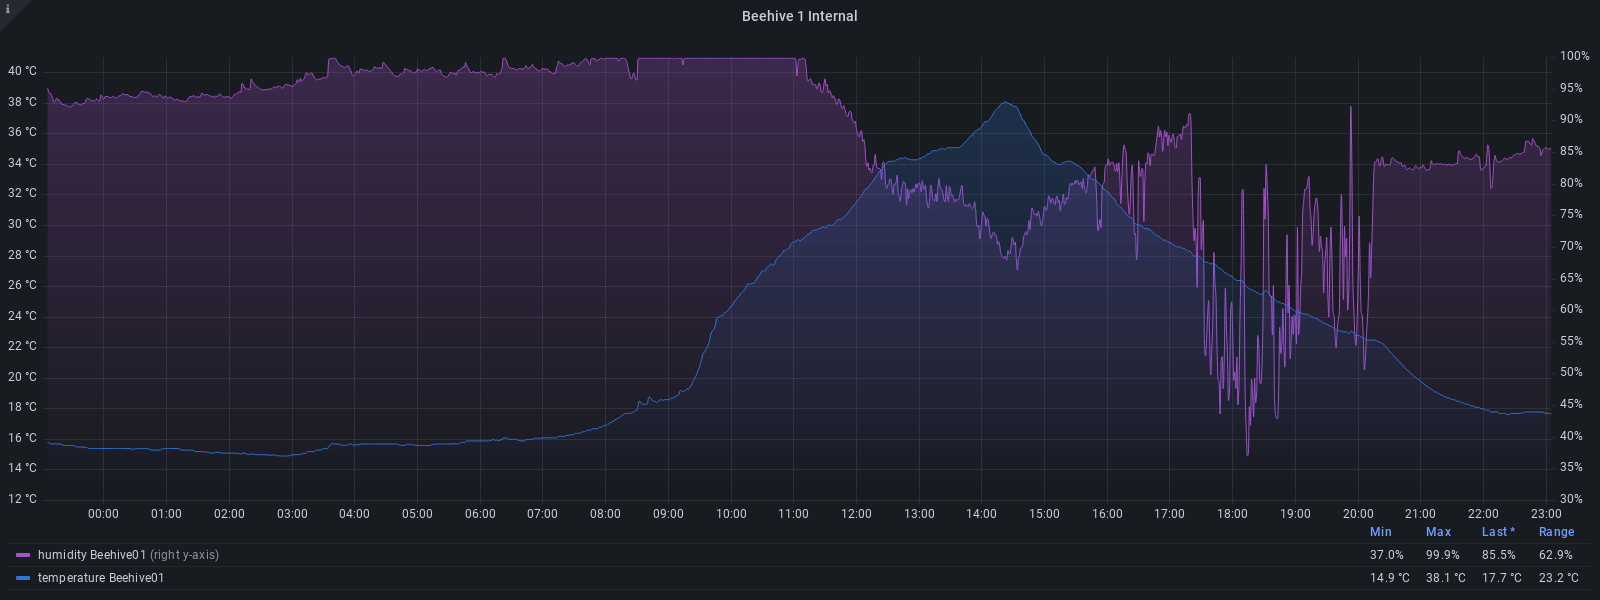 i
Beehive 1 Internal
40 °C
38 °C
36 °C
34 °C
32 °C
30 °C
28 °C
26 °C
24 °C
22 °C
20 °C
18 °C
16 °C
14 °C
12 °C
100%
95%
90%
85%
80%
75%
70%
65%
60%
55%
50%
45%
40%
35%
30%
00:00 01:00 02:00 03:00 04:00 05:00 06:00 07:00 08:00 09:00 10:00 11:00 12:00 13:00 14:00 15:00 16:00 17:00 18:00 19:00 20:00 21:00 22:00 23:00
Min Max Last * Range
humidity Beehive01 (right y-axis) 37.0% 99.9% 85.5% 62.9%
temperature Beehive01 14.9 °C 38.1 °C 17.7 °C 23.2 °C